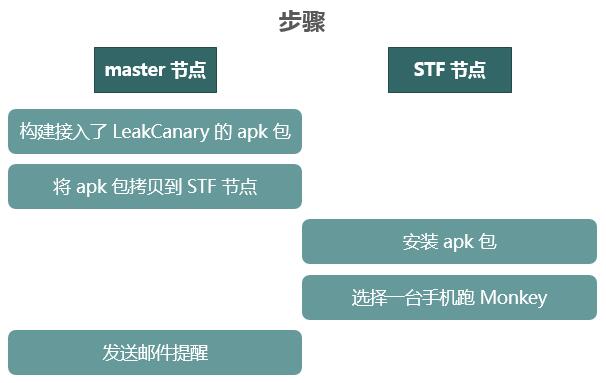 步骤
master 节点
STF 节点
构建接入了 LeakCanary 的 apk 包
将 apk 包拷贝到 STF 节点
安装 apk 包
选择一台手机跑 Monkey
发送邮件提醒